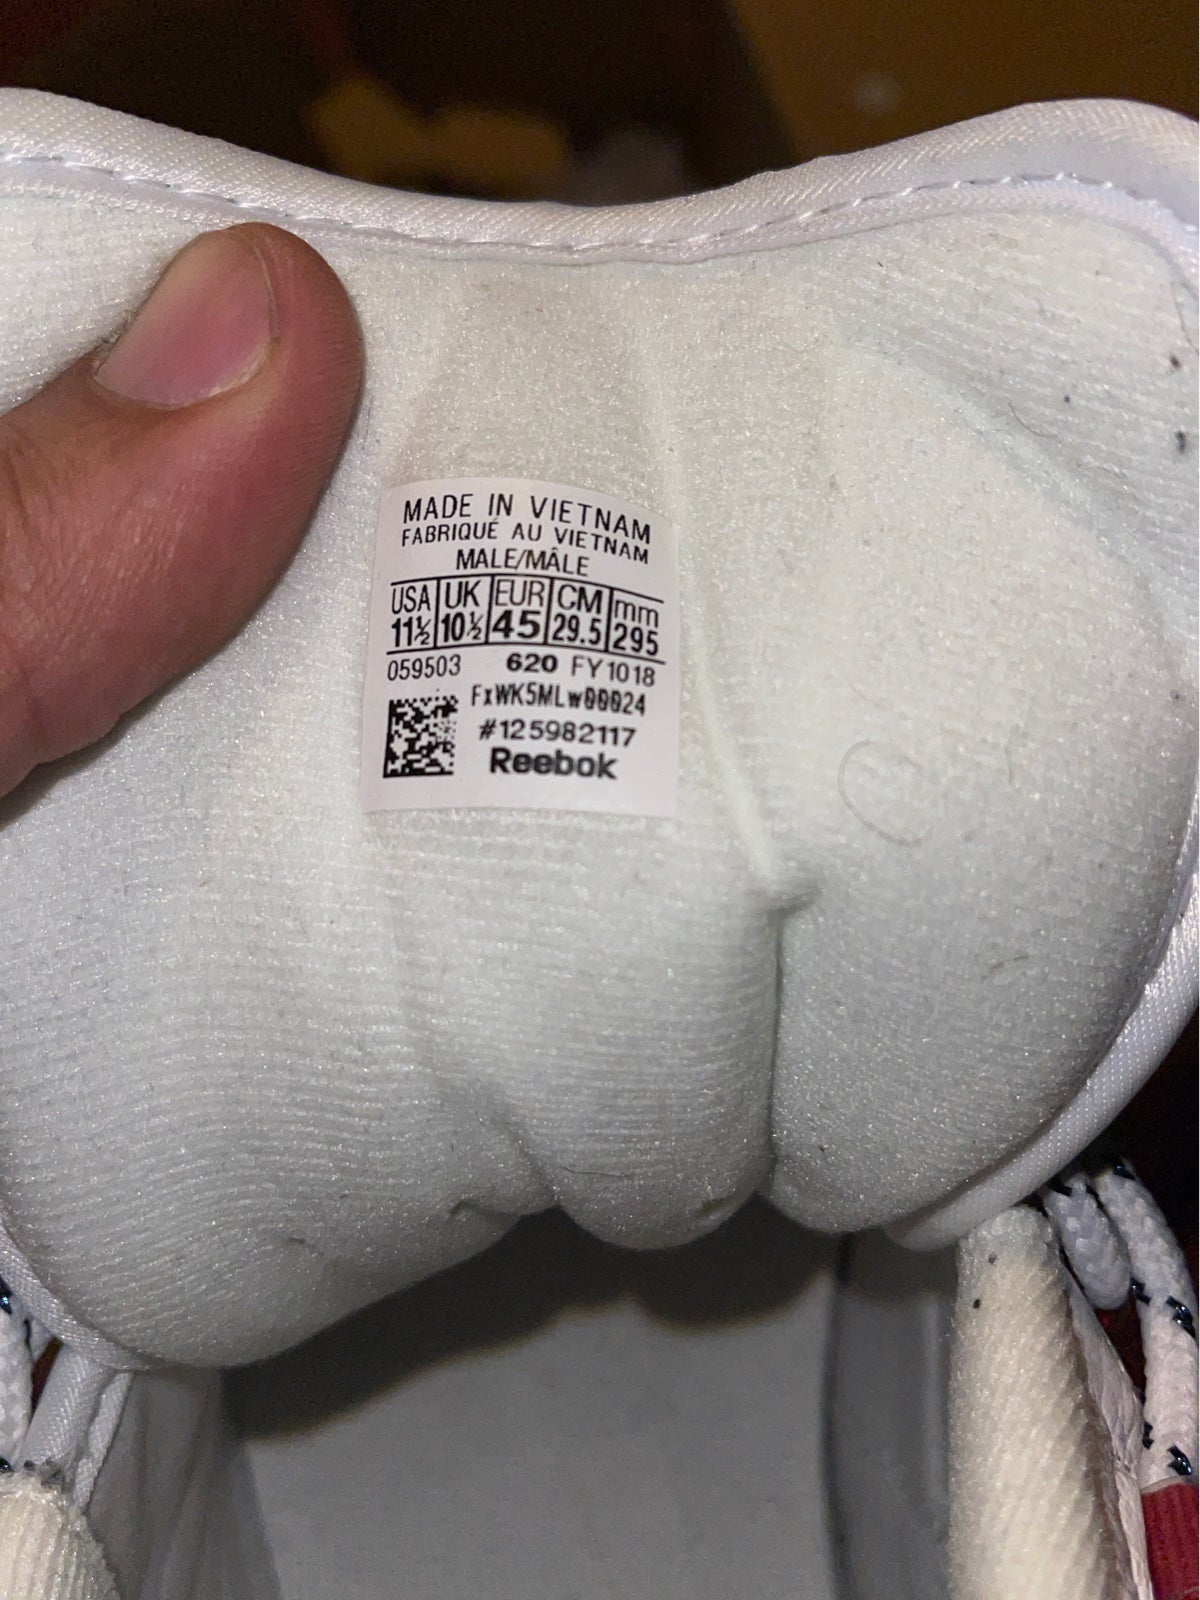 MADE IN VIETNAM
FABRIQUÉ AU VIETNAM
MALE/MÂLE
USA UK EUR CM mm
11½ 10½ 45 29.5 295
059503 620 FY1018
FxWK5MLw00024
#125982117
Reebok